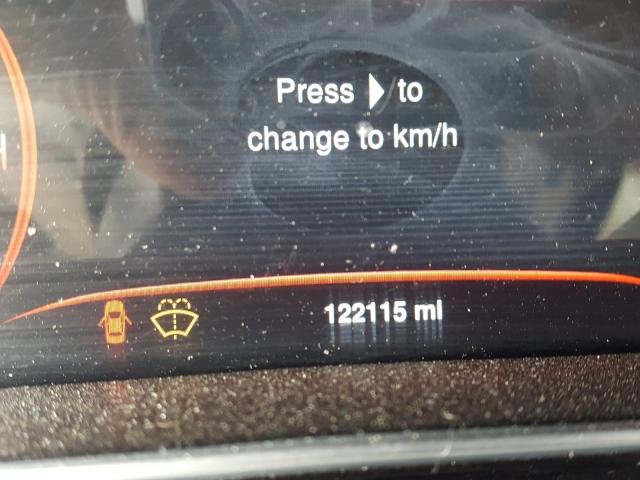 Press ▶ to
change to km/h
122115 mi